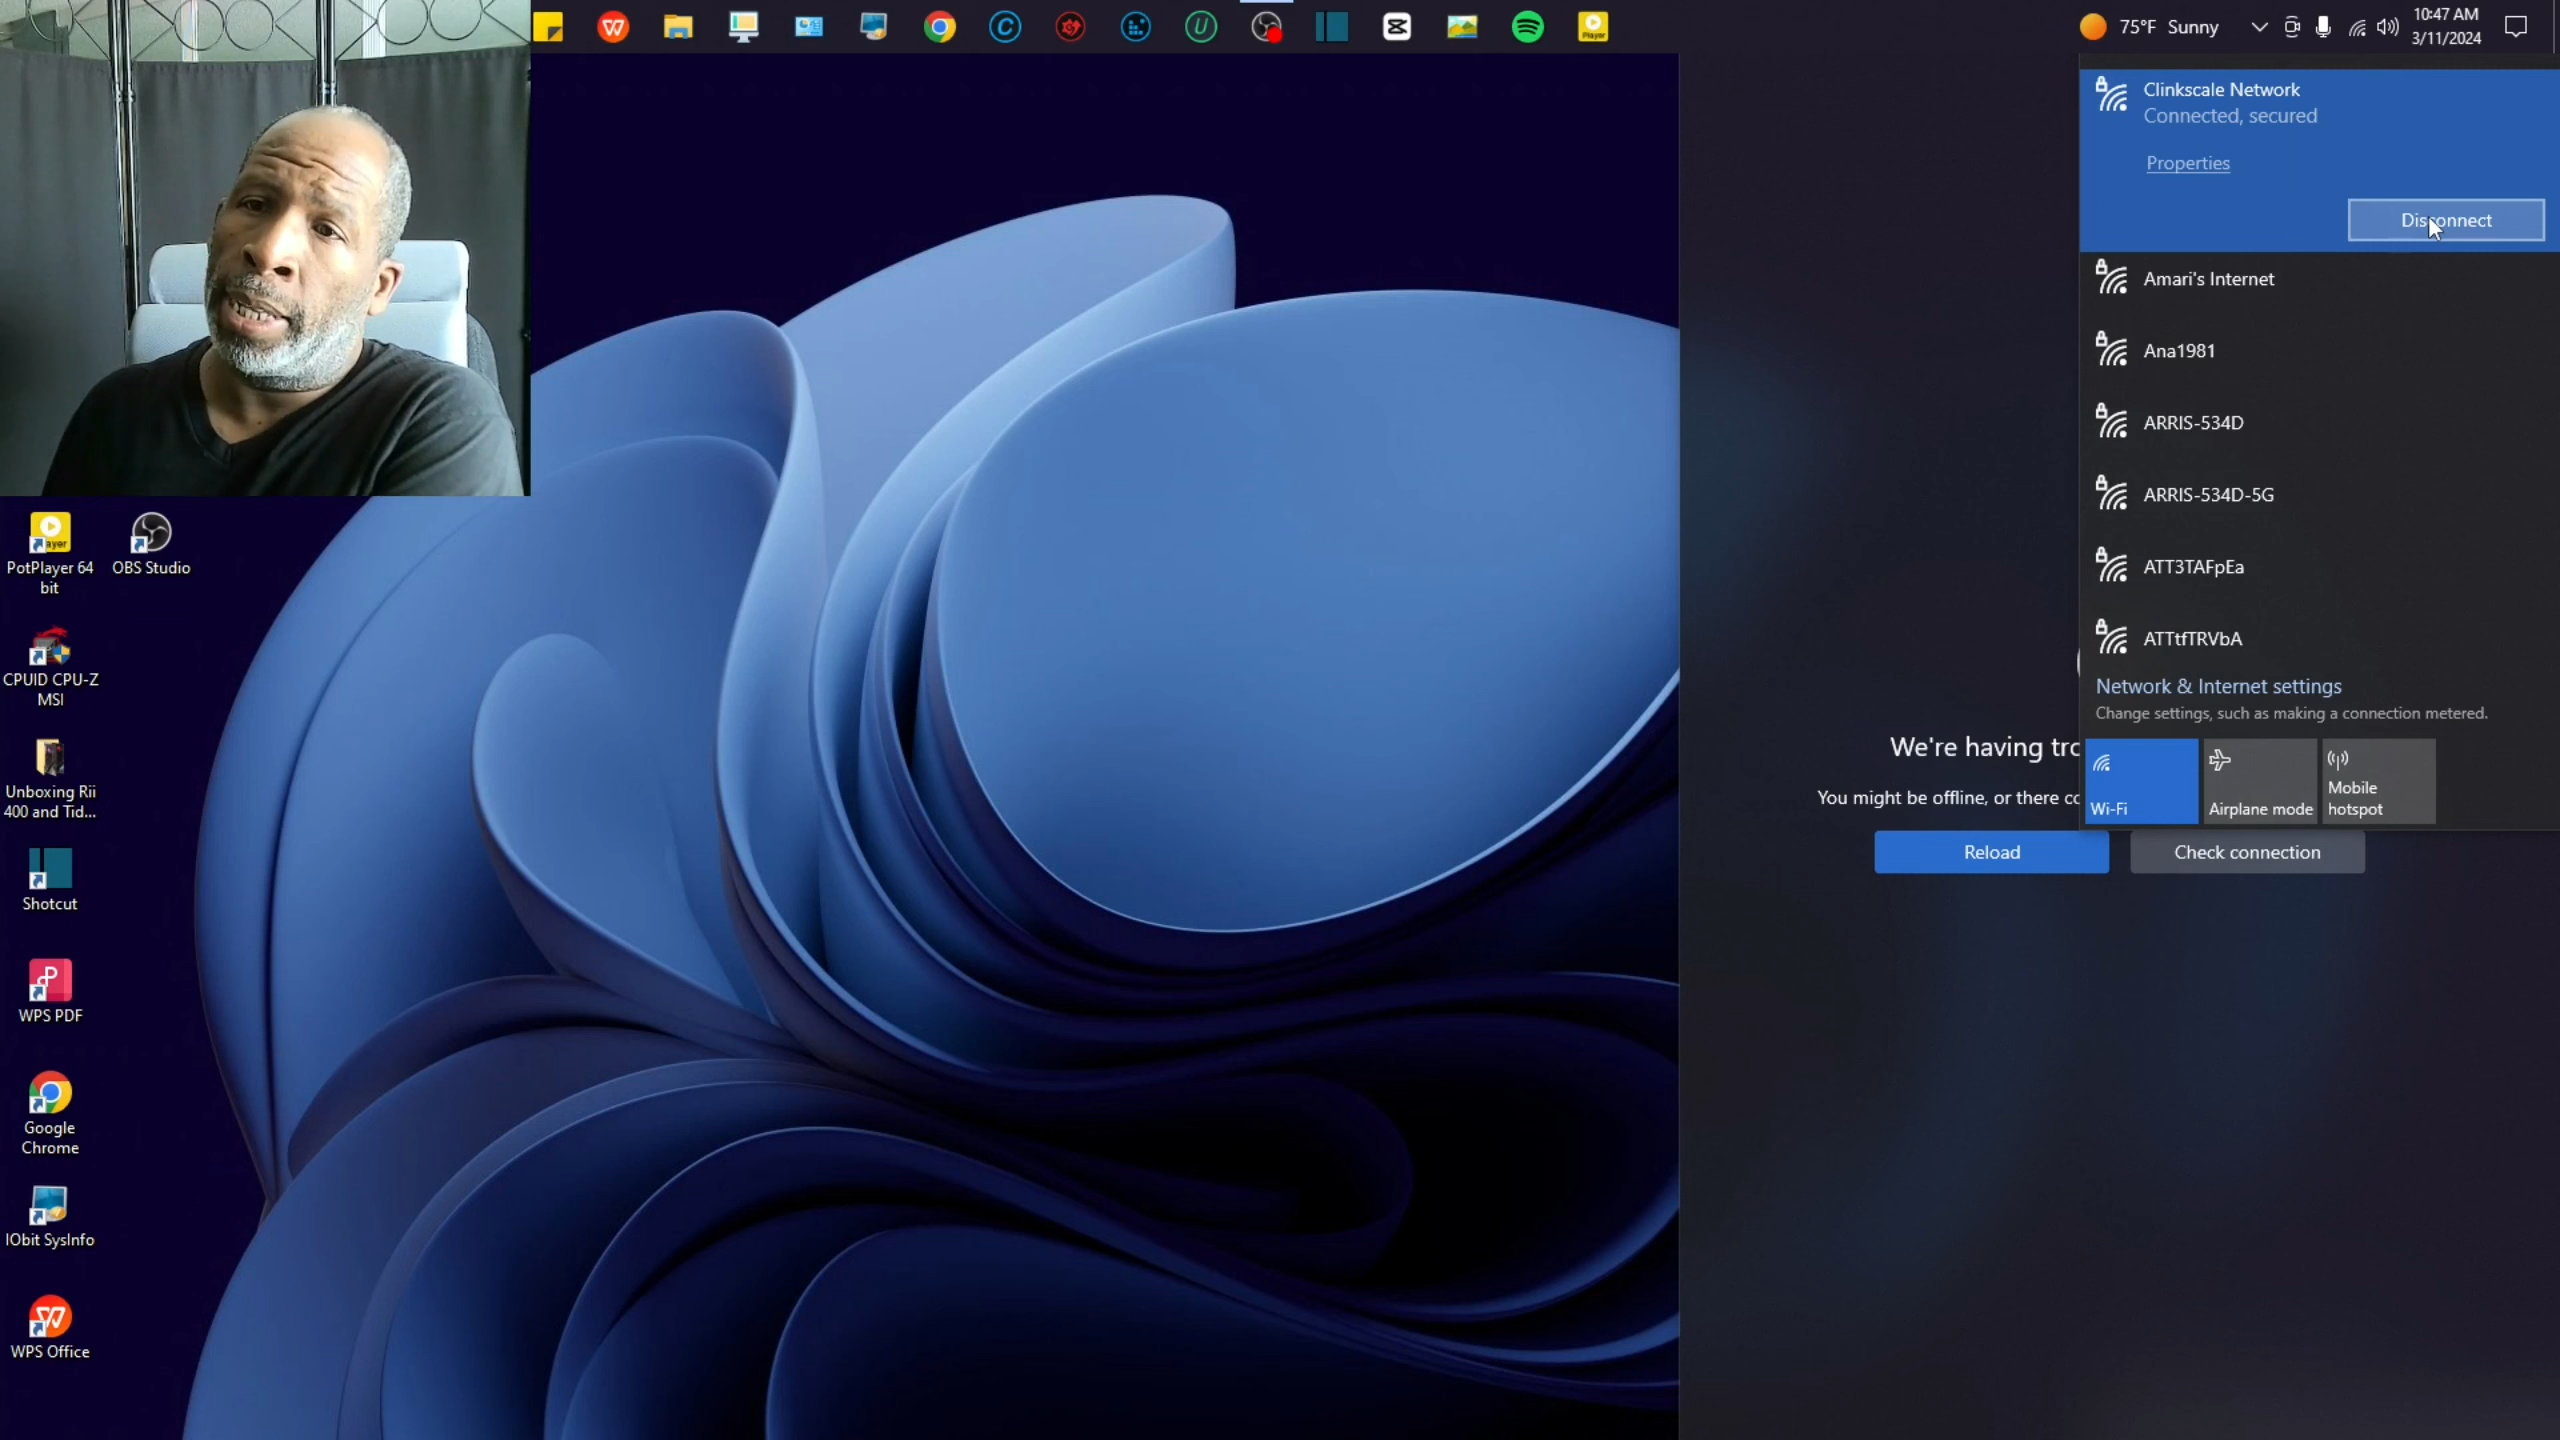 Player
75°F Sunny
10:47 AM
3/11/2024
Clinkscale Network
Connected, secured
Properties
Disconnect
Amari's Internet
Ana1981
ARRIS-534D
ARRIS-534D-5G
ATT3TAFpEa
ATTtfTRVbA
Network & Internet settings
Change settings, such as making a connection metered.
Wi-Fi
Airplane mode
Mobile
hotspot
We're having
You might be offline, or there
Reload
Check connection
PotPlayer 64
bit
OBS Studio
CPUID CPU-Z
MSI
Unboxing Rii
400 and Tid...
Shotcut
WPS PDF
Google
Chrome
IObit SysInfo
WPS Office